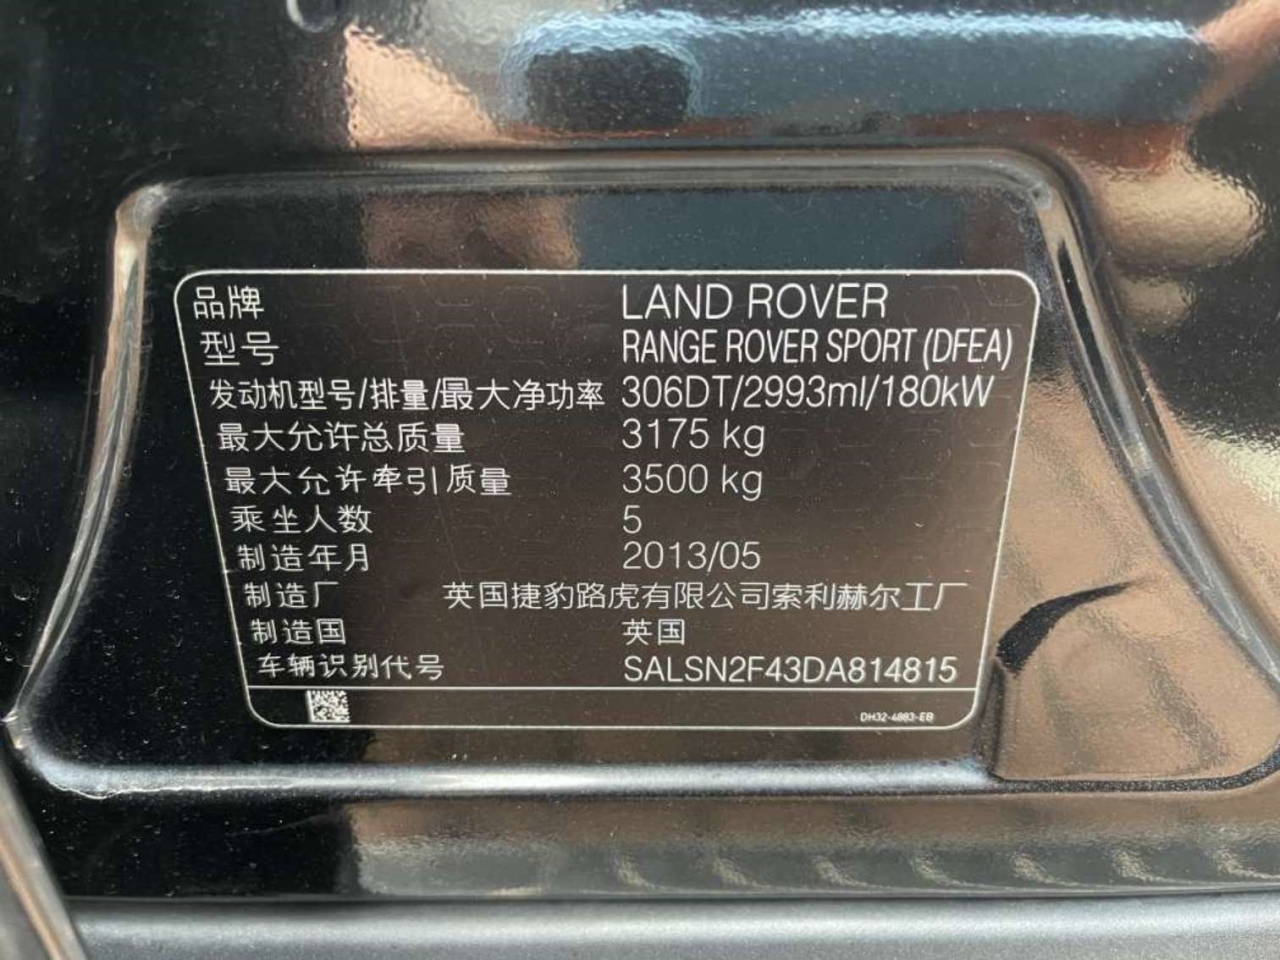 品牌 LAND ROVER
型号 RANGE ROVER SPORT (DFEA)
发动机型号/排量/最大净功率 306DT/2993ml/180kW
最大允许总质量 3175 kg
最大允许牵引质量 3500 kg
乘坐人数 5
制造年月 2013/05
制造厂 英国捷豹路虎有限公司索利赫尔工厂
制造国 英国
车辆识别代号 SALSN2F43DA814815
DH32-4883-EB